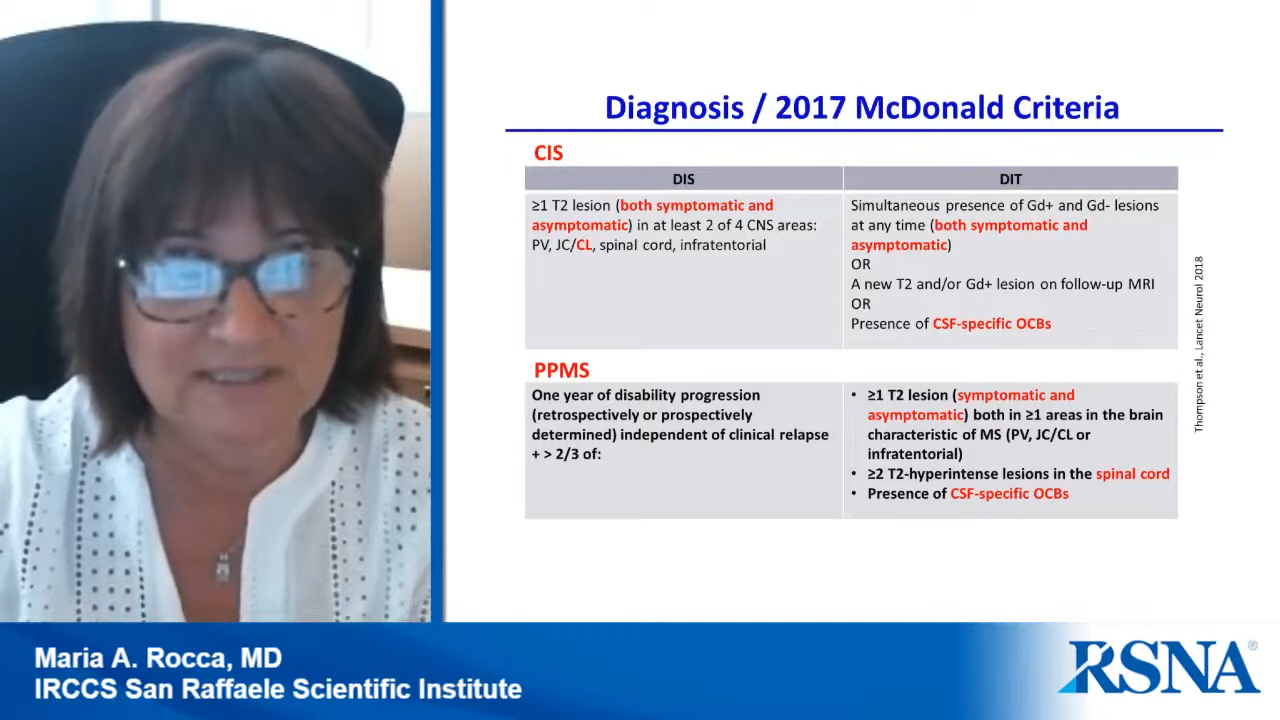 Diagnosis / 2017 McDonald Criteria
CIS
DIS
DIT
≥1 T2 lesion (both symptomatic and
asymptomatic) in at least 2 of 4 CNS areas:
PV, JC/CL, spinal cord, infratentorial
Simultaneous presence of Gd+ and Gd- lesions
at any time (both symptomatic and
asymptomatic)
OR
A new T2 and/or Gd+ lesion on follow-up MRI
OR
Presence of CSF-specific OCBs
PPMS
One year of disability progression
(retrospectively or prospectively
determined) independent of clinical relapse
+ > 2/3 of:
• ≥1 T2 lesion (symptomatic and
asymptomatic) both in ≥1 areas in the brain
characteristic of MS (PV, JC/CL or
infratentorial)
• ≥2 T2-hyperintense lesions in the spinal cord
• Presence of CSF-specific OCBs
Thompson et al., Lancet Neurol 2018
Maria A. Rocca, MD
IRCCS San Raffaele Scientific Institute
RSNA®